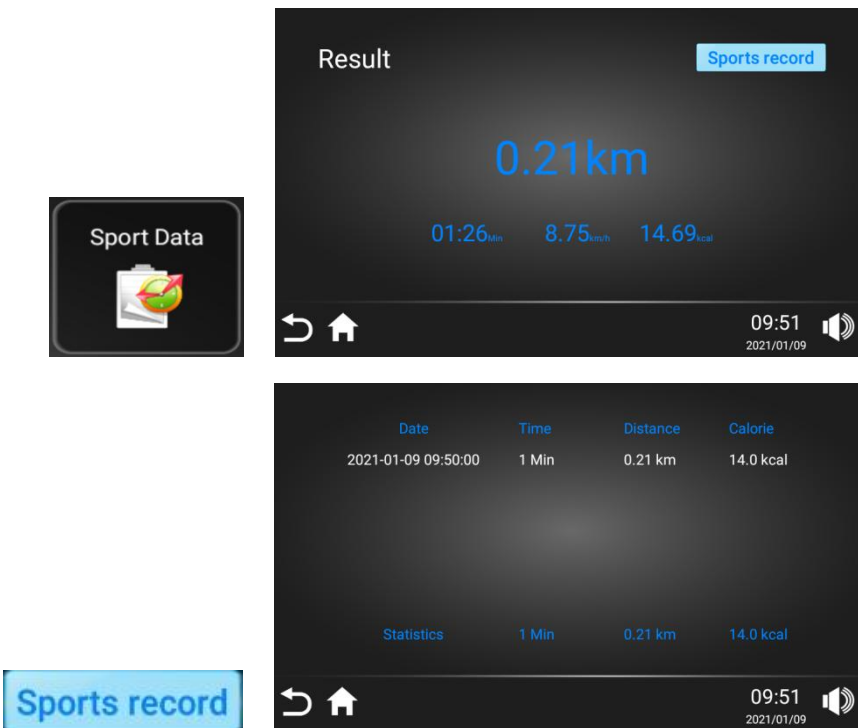 Result
Sports record
0.21km
01:26Min 8.75km/h 14.69kcal
09:51
2021/01/09
Sport Data
Date Time Distance Calorie
2021-01-09 09:50:00 1 Min 0.21 km 14.0 kcal
Statistics 1 Min 0.21 km 14.0 kcal
09:51
2021/01/09
Sports record